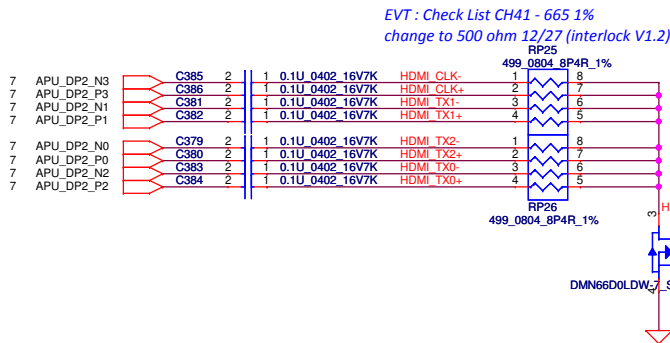 EVT : Check List CH41 - 665 1%
change to 500 ohm 12/27 (interlock V1.2)
RP25
499_0804_8P4R_1%
7 APU_DP2_N3 C385 2 1 0.1U_0402_16V7K HDMI_CLK- 1 8
7 APU_DP2_P3 C386 2 1 0.1U_0402_16V7K HDMI_CLK+ 2 7
7 APU_DP2_N1 C381 2 1 0.1U_0402_16V7K HDMI_TX1- 3 6
7 APU_DP2_P1 C382 2 1 0.1U_0402_16V7K HDMI_TX1+ 4 5
7 APU_DP2_N0 C379 2 1 0.1U_0402_16V7K HDMI_TX2- 1 8
7 APU_DP2_P0 C380 2 1 0.1U_0402_16V7K HDMI_TX2+ 2 7
7 APU_DP2_N2 C383 2 1 0.1U_0402_16V7K HDMI_TX0- 3 6
7 APU_DP2_P2 C384 2 1 0.1U_0402_16V7K HDMI_TX0+ 4 5
RP26
499_0804_8P4R_1%
H
3
DMN66D0LDW-7_S
4